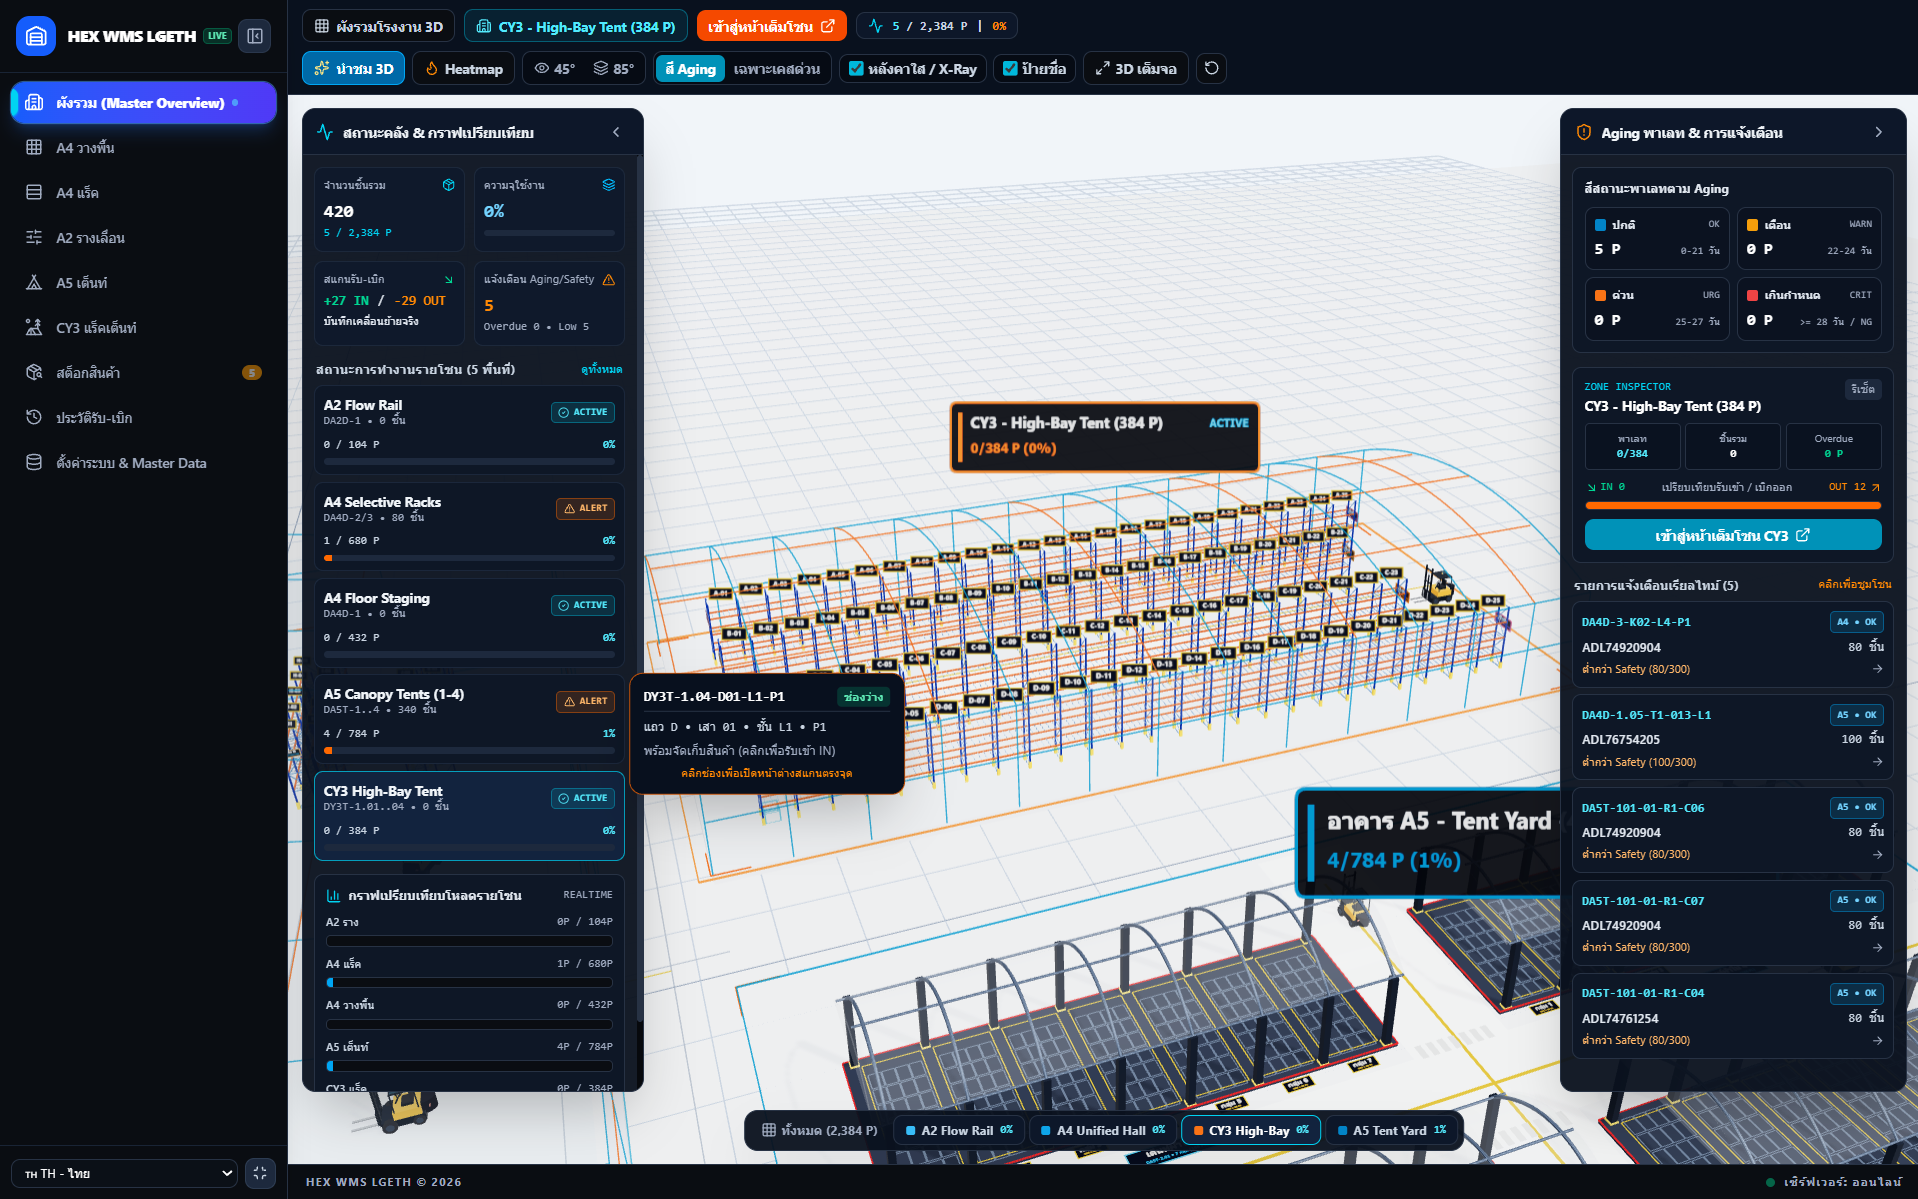 HEX WMS LGETH LIVE
ผังรวม (Master Overview)
A4 วางพื้น
A4 แร็ค
A2 รางเลื่อน
A5 เต็นท์
CY3 แร็คเต็นท์
สต็อกสินค้า 5
ประวัติรับ-เบิก
ตั้งค่าระบบ & Master Data
TH TH - ไทย
ผังรวมโรงงาน 3D
CY3 - High-Bay Tent (384 P)
เข้าสู่หน้าเต็มโซน
5 / 2,384 P | 0%
นำชม 3D
Heatmap
45° 85°
สี Aging เฉพาะเคสด่วน
หลังคาใส / X-Ray
ป้ายชื่อ
3D เต็มจอ
สถานะคลัง & กราฟเปรียบเทียบ
จำนวนชิ้นรวม
420
5 / 2,384 P
ความจุใช้งาน
0%
สแกนรับ-เบิก
+27 IN / -29 OUT
บันทึกเคลื่อนย้ายจริง
แจ้งเตือน Aging/Safety
5
Overdue 0 • Low 5
สถานะการทำงานรายโซน (5 พื้นที่) ดูทั้งหมด
A2 Flow Rail ACTIVE
DA2D-1 • 0 ชิ้น
0 / 104 P 0%
A4 Selective Racks ALERT
DA4D-2/3 • 80 ชิ้น
1 / 680 P 0%
A4 Floor Staging ACTIVE
DA4D-1 • 0 ชิ้น
0 / 432 P 0%
A5 Canopy Tents (1-4) ALERT
DA5T-1..4 • 340 ชิ้น
4 / 784 P 1%
CY3 High-Bay Tent ACTIVE
DY3T-1.01..04 • 0 ชิ้น
0 / 384 P 0%
กราฟเปรียบเทียบโหลดรายโซน REALTIME
A2 ราง 0P / 104P
A4 แร็ค 1P / 680P
A4 วางพื้น 0P / 432P
A5 เต็นท์ 4P / 784P
CY3 แร็ค 0P / 384P
CY3 - High-Bay Tent (384 P) ACTIVE
0/384 P (0%)
DY3T-1.04-D01-L1-P1 ช่องว่าง
แถว D • เสา 01 • ชั้น L1 • P1
พร้อมจัดเก็บสินค้า (คลิกเพื่อรับเข้า IN)
คลิกช่องเพื่อเปิดหน้าต่างสแกนตรงจุด
อาคาร A5 - Tent Yard
4/784 P (1%)
ทั้งหมด (2,384 P)
A2 Flow Rail 0%
A4 Unified Hall 0%
CY3 High-Bay 0%
A5 Tent Yard 1%
Aging พาเลท & การแจ้งเตือน
สีสถานะพาเลทตาม Aging
ปกติ OK
5 P 0-21 วัน
เตือน WARN
0 P 22-24 วัน
ด่วน URG
0 P 25-27 วัน
เกินกำหนด CRIT
0 P >= 28 วัน / NG
ZONE INSPECTOR รีเซ็ต
CY3 - High-Bay Tent (384 P)
พาเลท
0/384
ชิ้นรวม
0
Overdue
0 P
IN 0 เปรียบเทียบรับเข้า / เบิกออก OUT 12
เข้าสู่หน้าเต็มโซน CY3
รายการแจ้งเตือนเรียลไทม์ (5) คลิกเพื่อซูมโซน
DA4D-3-K02-L4-P1 A4 • OK
ADL74920904 80 ชิ้น
ต่ำกว่า Safety (80/300)
DA4D-1.05-T1-013-L1 A5 • OK
ADL76754205 100 ชิ้น
ต่ำกว่า Safety (100/300)
DA5T-101-01-R1-C06 A5 • OK
ADL74920904 80 ชิ้น
ต่ำกว่า Safety (80/300)
DA5T-101-01-R1-C07 A5 • OK
ADL74920904 80 ชิ้น
ต่ำกว่า Safety (80/300)
DA5T-101-01-R1-C04 A5 • OK
ADL74761254 80 ชิ้น
ต่ำกว่า Safety (80/300)
HEX WMS LGETH © 2026
เซิร์ฟเวอร์: ออนไลน์